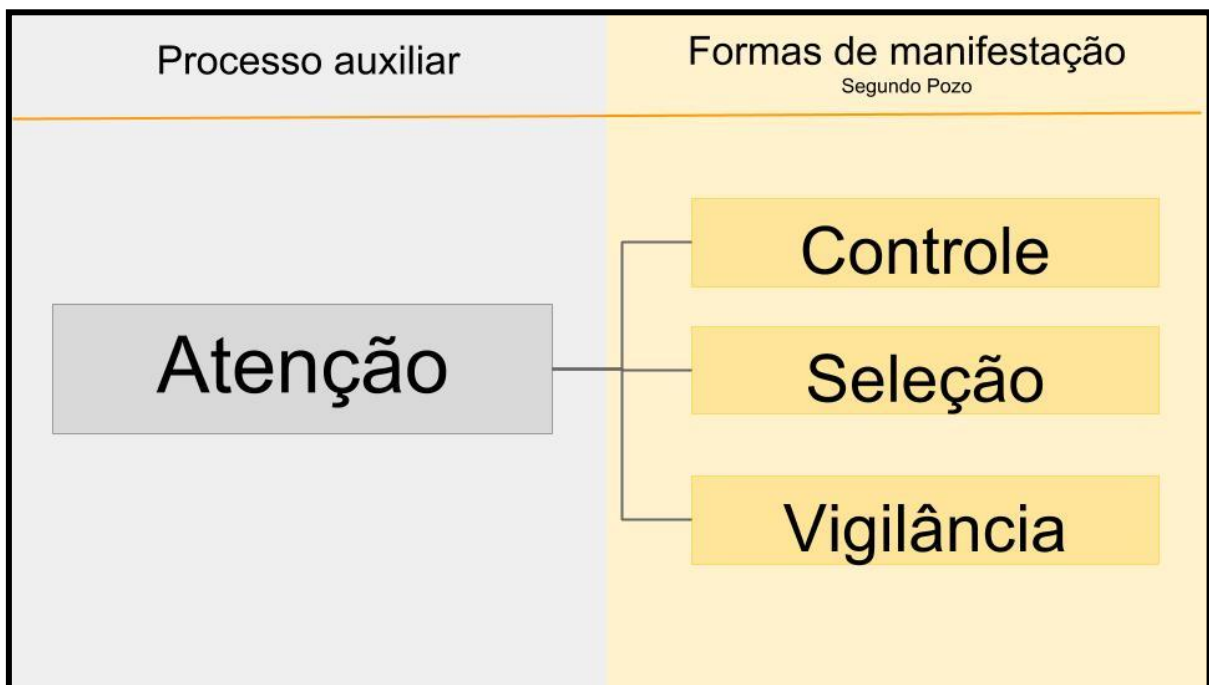 Processo auxiliar
Formas de manifestação
Segundo Pozo
Atenção
Controle
Seleção
Vigilância